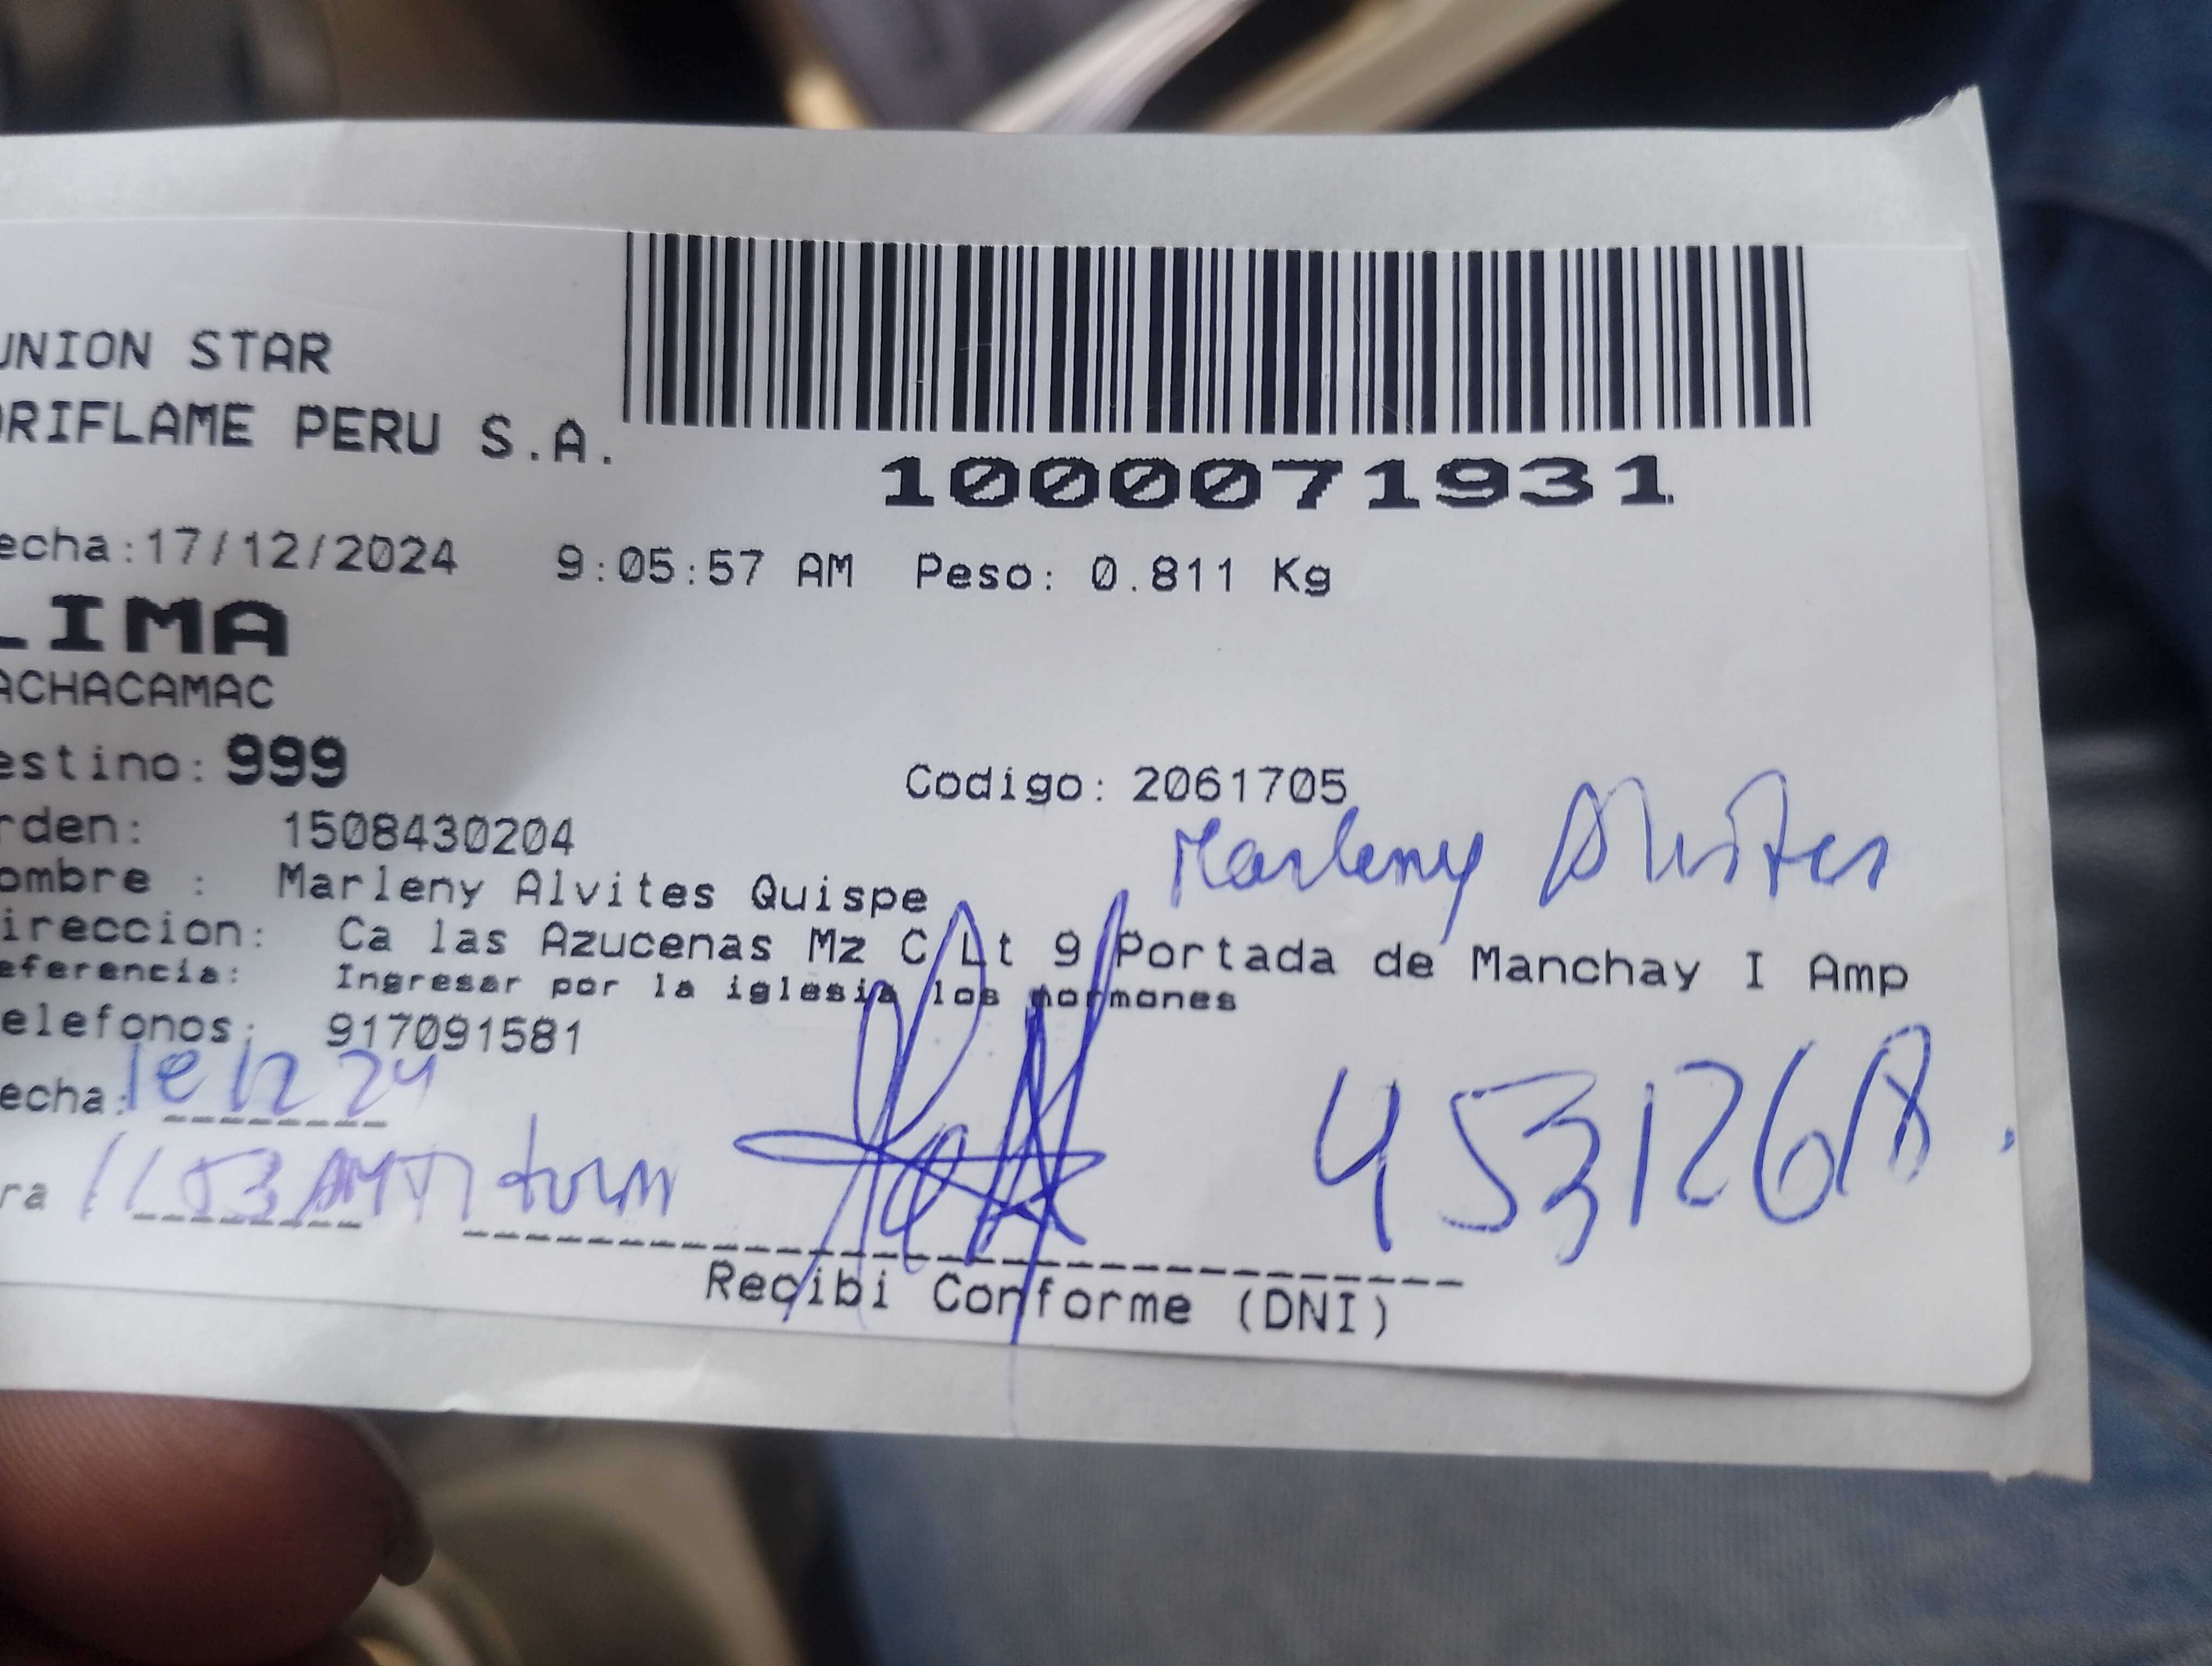 UNION STAR
ORIFLAME PERU S.A.
1000071931
echa:17/12/2024 9:05:57 AM Peso: 0.811 Kg
LIMA
ACHACAMAC
estino: 999
Codigo: 2061705
rden: 1508430204
Marleny Alvites
ombre : Marleny Alvites Quispe
ireccion: Ca las Azucenas Mz C Lt 9 Portada de Manchay I Amp
eferencia: Ingresar por la iglesia los mormones
elefonos: 917091581
echa: 12 24
45312618
ra 11 53 AM
Recibi Conforme (DNI)